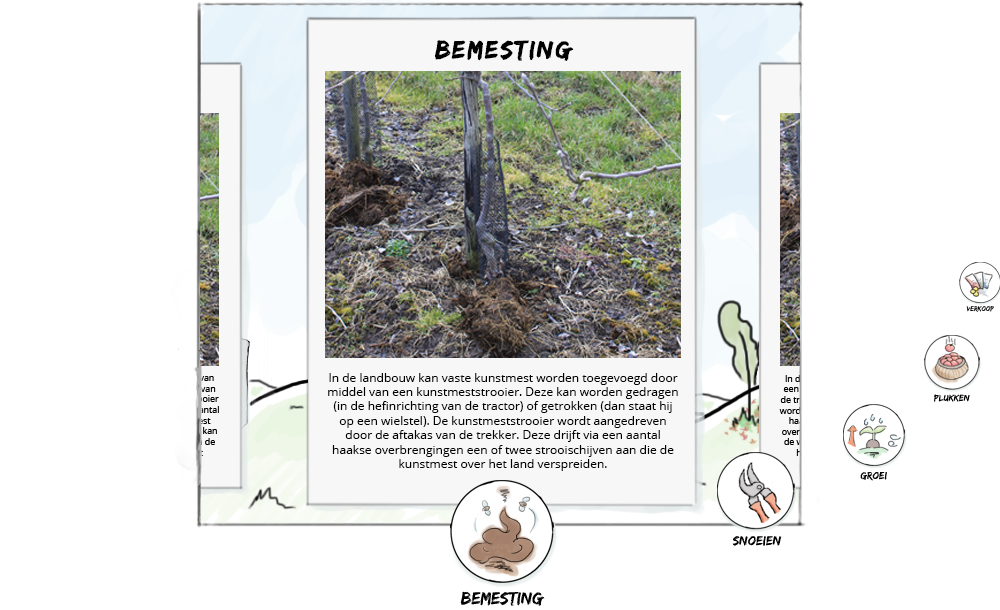 BEMESTING
In de landbouw kan vaste kunstmest worden toegevoegd door
middel van een kunstmeststrooier. Deze kan worden gedragen
(in de hefinrichting van de tractor) of getrokken (dan staat hij
op een wielstel). De kunstmeststrooier wordt aangedreven
door de aftakas van de trekker. Deze drijft via een aantal
haakse overbrengingen een of twee strooischijven aan die de
kunstmest over het land verspreiden.
van
van
oier
antal
est
kan
de
In d
mid
de tr
word
ha
over
de w
VERKOOP
PLUKKEN
GROEI
SNOEIEN
BEMESTING